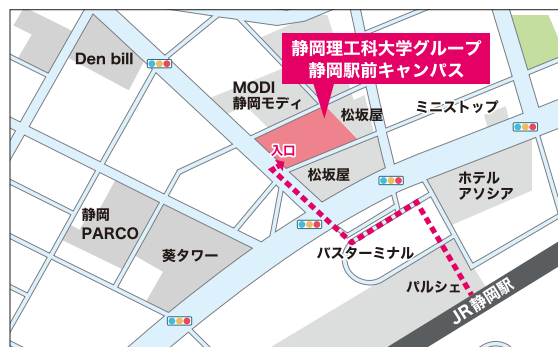 静岡理工科大学グループ
静岡駅前キャンパス
Den bill
MODI
静岡モディ
松坂屋
ミニストップ
入口
松坂屋
ホテル
アソシア
静岡
PARCO
葵タワー
バスターミナル
パルシェ
JR静岡駅